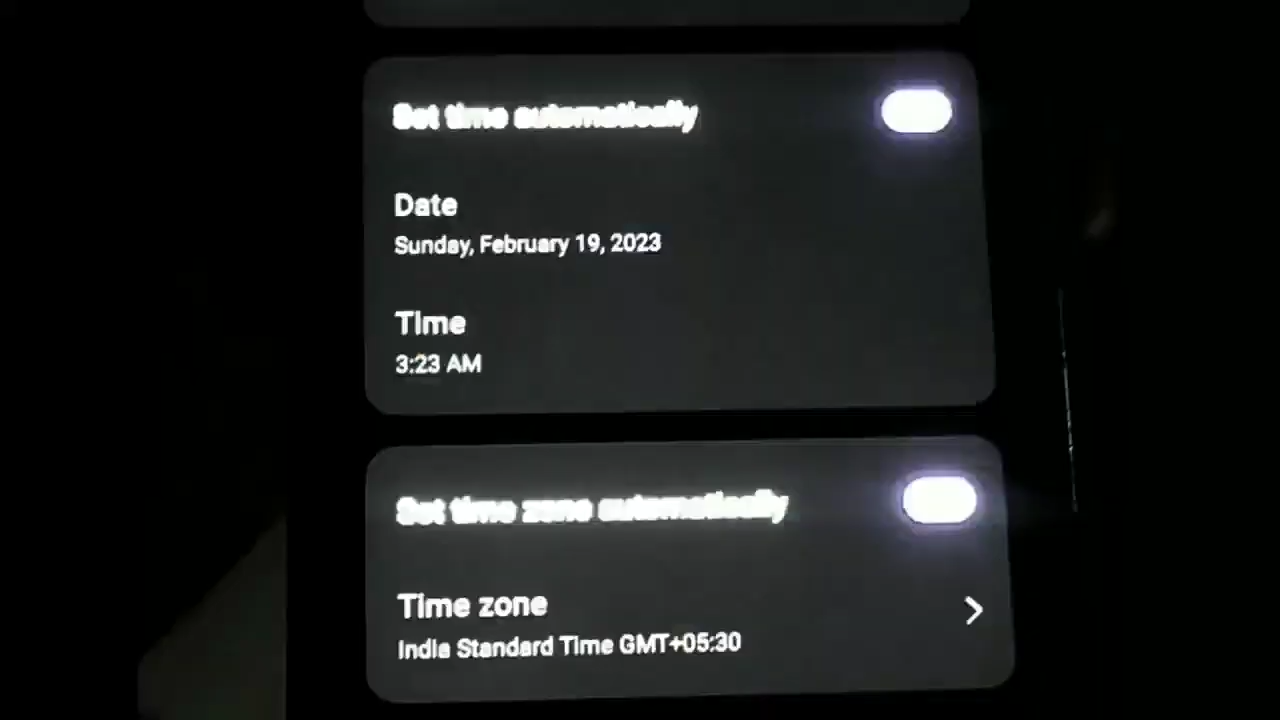 Set time automatically
Date
Sunday, February 19, 2023
Time
3:23 AM
Set time zone automatically
Time zone
India Standard Time GMT+05:30